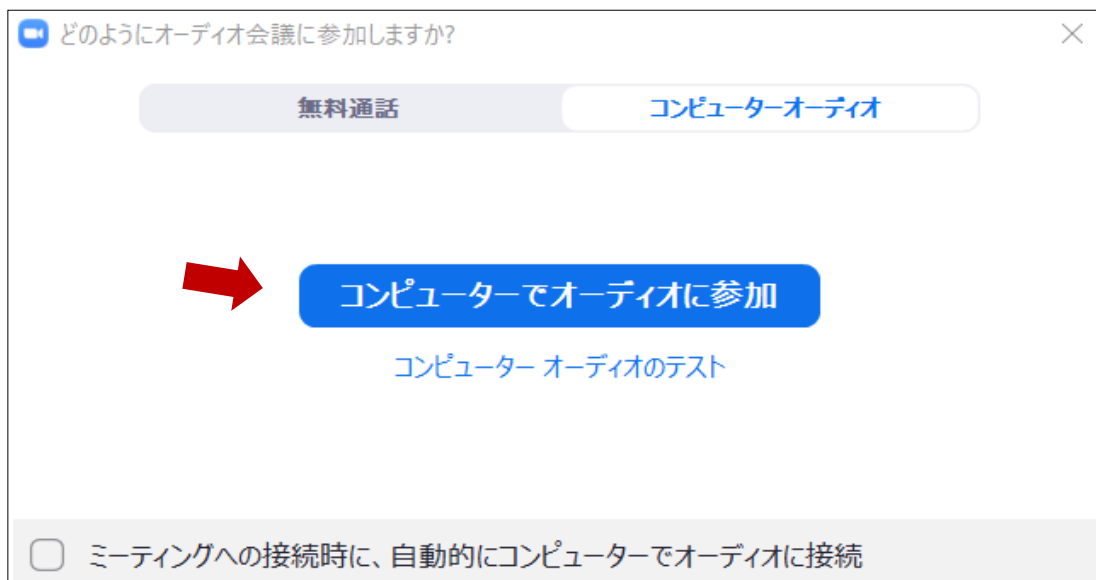 どのようにオーディオ会議に参加しますか?
無料通話 コンピューターオーディオ
コンピューターでオーディオに参加
コンピューター オーディオのテスト
ミーティングへの接続時に、自動的にコンピューターでオーディオに接続